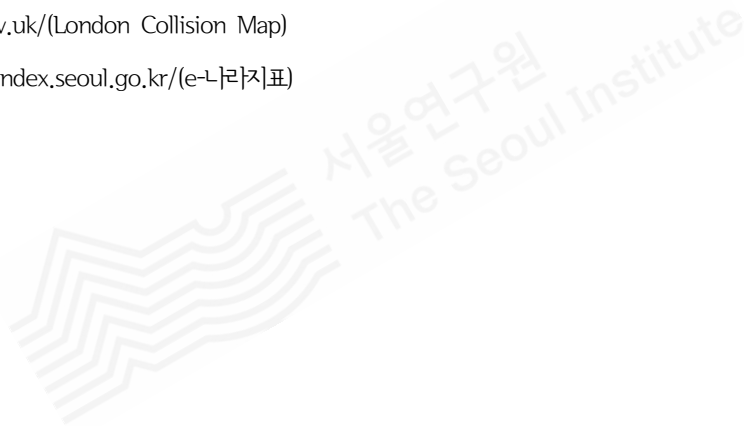 v.uk/(London Collision Map)
ndex.seoul.go.kr/(e-나라지표)
서울연구원
The Seoul Institute